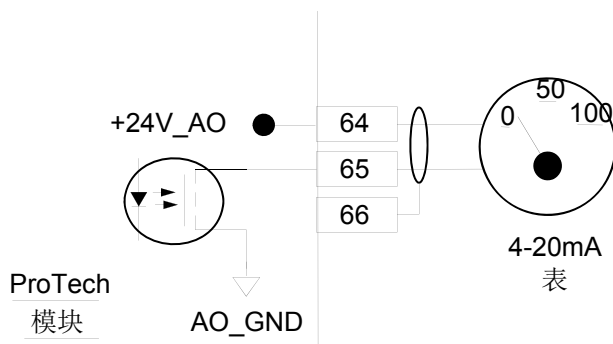 50
0
100
+24V_AO
64
65
66
4-20mA
表
ProTech
模块
AO_GND